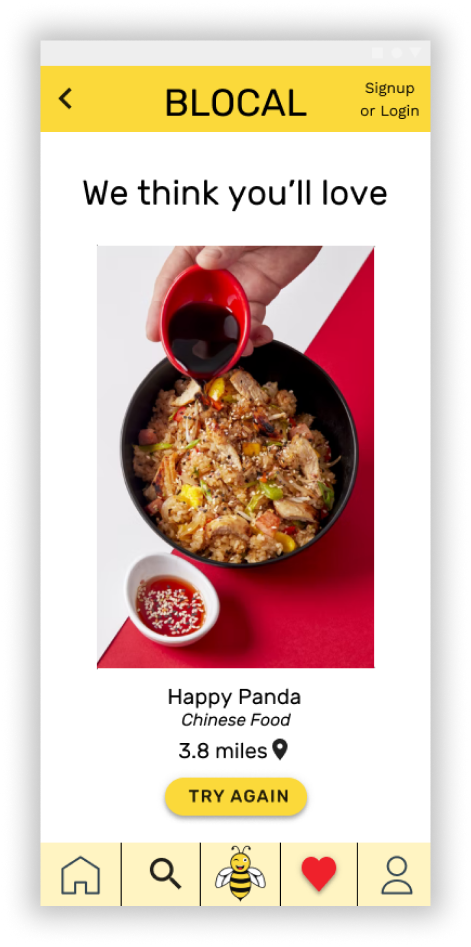 BLOCAL
Signup
or Login
We think you’ll love
Happy Panda
Chinese Food
3.8 miles
TRY AGAIN